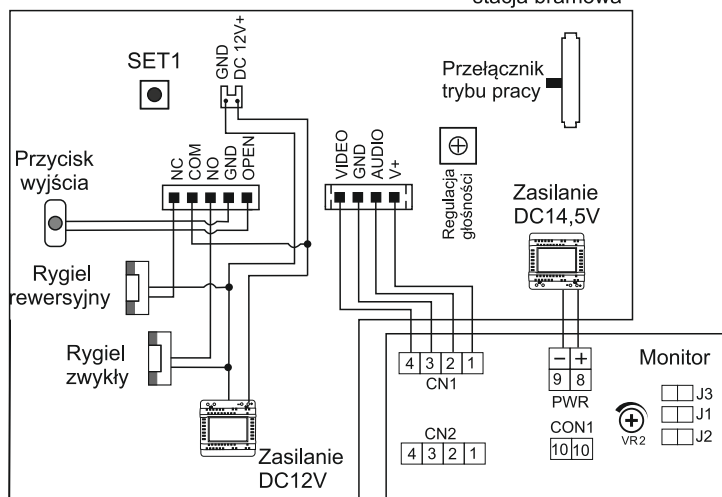 stacja bramowa
SET1
GND
DC 12V+
Przełącznik
trybu pracy
Przycisk
wyjścia
NC
COM
NO
GND
OPEN
VIDEO
GND
AUDIO
V+
Regulacja
głośności
Zasilanie
DC14,5V
Rygiel
rewersyjny
Rygiel
zwykły
Zasilanie
DC12V
4 3 2 1
CN1
CN2
4 3 2 1
− +
9 8
PWR
CON1
10 10
Monitor
VR2
J3
J1
J2